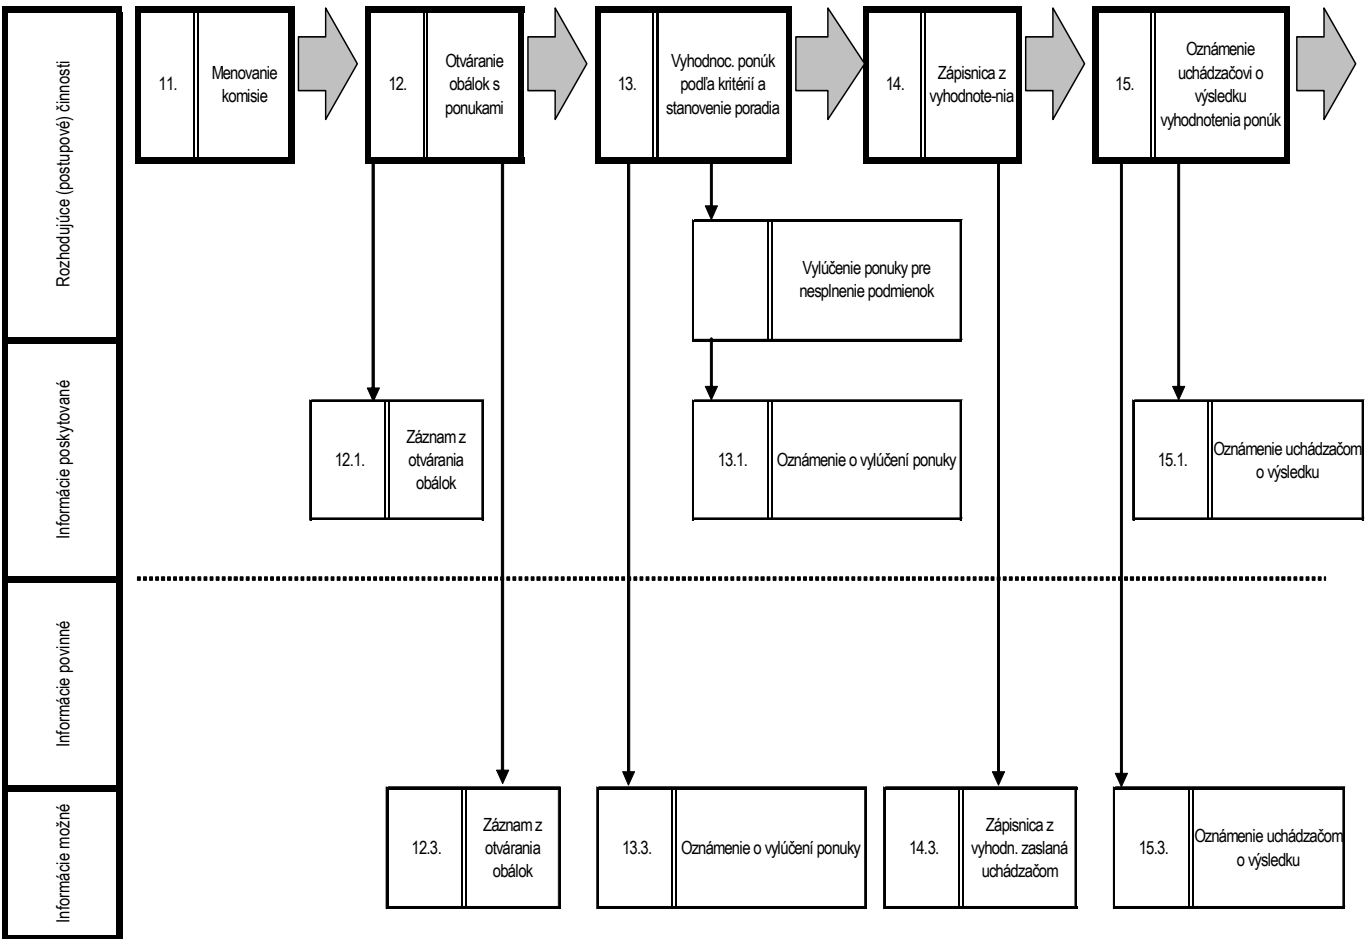 Rozhodujúce (postupové) činnosti
11.
Menovanie
komisie
12.
Otváranie
obálok s
ponukami
13.
Vyhodnoc. ponúk
podľa kritérií a
stanovenie poradia
14.
Zápisnica z
vyhodnote-nia
15.
Oznámenie
uchádzačovi o
výsledku
vyhodnotenia ponúk
Vylúčenie ponuky pre
nesplnenie podmienok
Informácie poskytované
12.1.
Záznam z
otvárania
obálok
13.1.
Oznámenie o vylúčení ponuky
15.1.
Oznámenie uchádzačom
o výsledku
Informácie povinné
Informácie možné
12.3.
Záznam z
otvárania
obálok
13.3.
Oznámenie o vylúčení ponuky
14.3.
Zápisnica z
vyhodn. zaslaná
uchádzačom
15.3.
Oznámenie uchádzačom
o výsledku